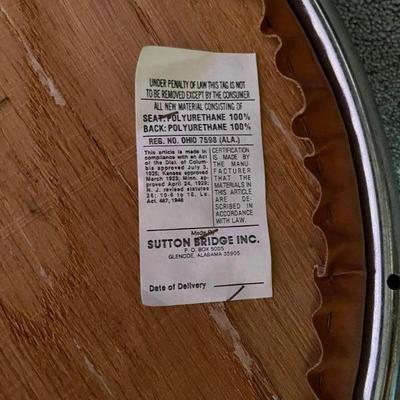 UNDER PENALTY OF LAW THIS TAG IS NOT
TO BE REMOVED EXCEPT BY THE CONSUMER
ALL NEW MATERIAL CONSISTING OF
SEAT: POLYURETHANE 100%
BACK: POLYURETHANE 100%
REG. NO. OHIO 7598 (ALA.)
This article is made in
compliance with an Act
of the Dist. of Colum-
bia approved July 3,
1926; Kansas approved
March 1923; Minn. ap-
proved April 24, 1929;
N. J. revised statutes
26: 10-6 to 18. La.
Act. 467, 1948
CERTIFICATION
IS MADE BY
THE MANU-
FACTURER
THAT THE
MATERIALS IN
THIS ARTICLE
ARE DE-
SCRIBED IN
ACCORDANCE
WITH LAW.
Made By
SUTTON BRIDGE INC.
P. O. BOX 5005
GLENCOE, ALABAMA 35905
Date of Delivery